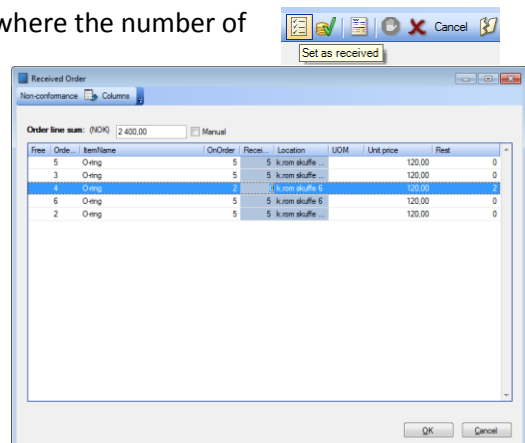 where the number of
Cancel
Set as received
Received Order
Non-conformance Columns
Order line sum: (NOK) 2 400,00 Manual
Free Orde... ItemName OnOrder Recei... Location UOM Unit price Rest
5 O-ring 5 5 k.rom skuffe ... 120,00 0
3 O-ring 5 5 k.rom skuffe ... 120,00 0
4 O-ring 2 k.rom skuffe 6 120,00 2
6 O-ring 5 5 k.rom skuffe 6 120,00 0
2 O-ring 5 5 k.rom skuffe ... 120,00 0
OK Cancel